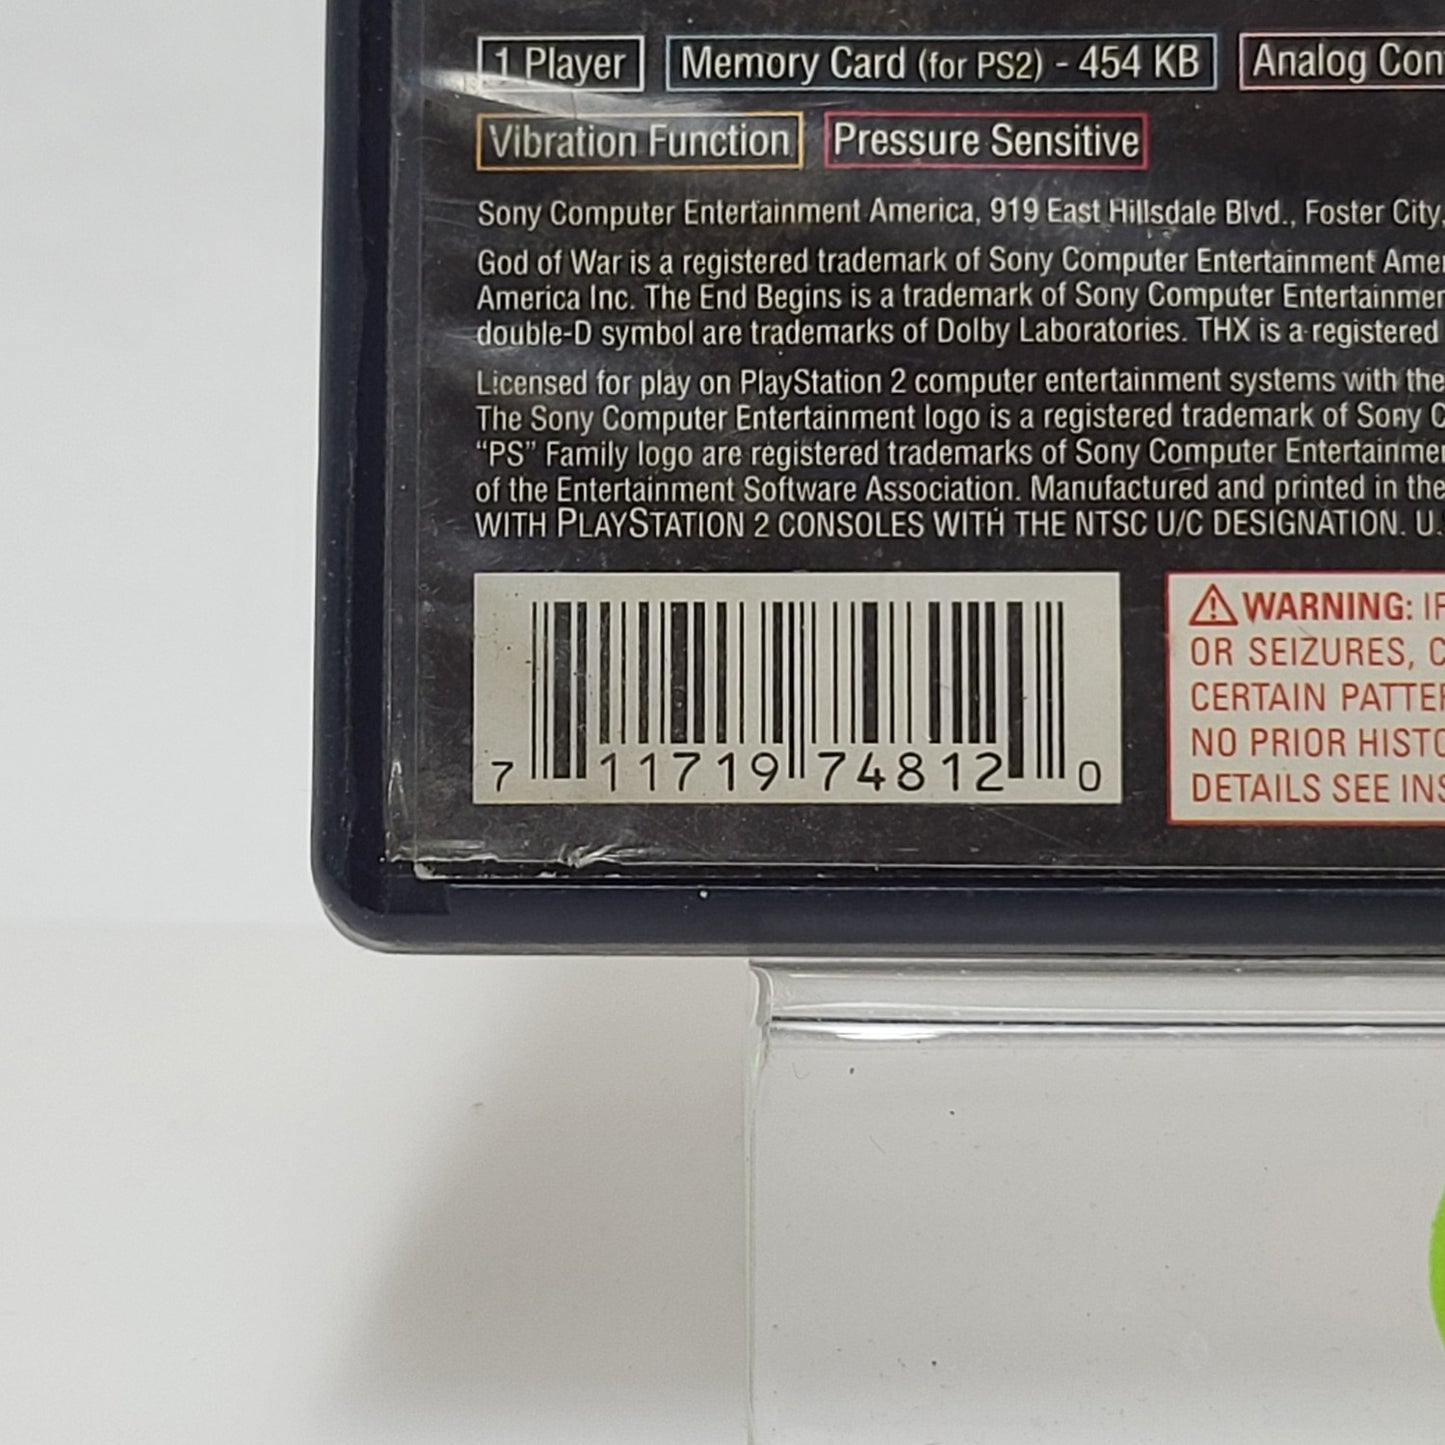 1 Player Memory Card (for PS2) - 454 KB Analog Con
Vibration Function Pressure Sensitive
Sony Computer Entertainment America, 919 East Hillsdale Blvd., Foster City,
God of War is a registered trademark of Sony Computer Entertainment
America Inc. The End Begins is a trademark of Sony Computer
double-D symbol are trademarks of Dolby Laboratories. THX is a registered
Licensed for play on PlayStation 2 computer entertainment systems with the
The Sony Computer Entertainment logo is a registered trademark of Sony
“PS” Family logo are registered trademarks of Sony Computer
of the Entertainment Software Association. Manufactured and printed in the
WITH PLAYSTATION 2 CONSOLES WITH THE NTSC U/C DESIGNATION. U.
⚠ WARNING: IF
OR SEIZURES, C
CERTAIN PATTE
NO PRIOR HISTO
DETAILS SEE INS
7 11719 74812 0